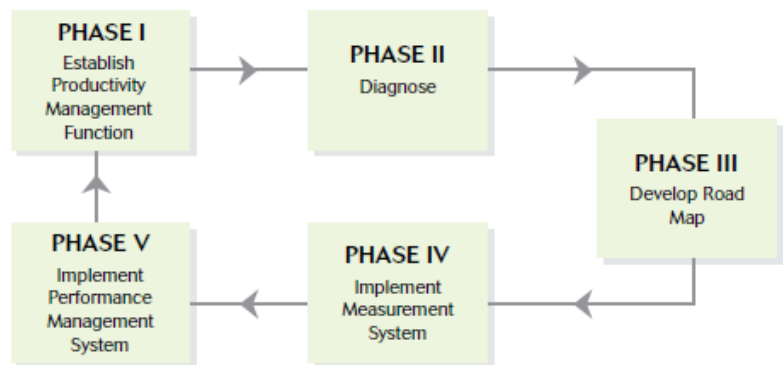 PHASE I
Establish
Productivity
Management
Function
PHASE II
Diagnose
PHASE III
Develop Road
Map
PHASE IV
Implement
Measurement
System
PHASE V
Implement
Performance
Management
System